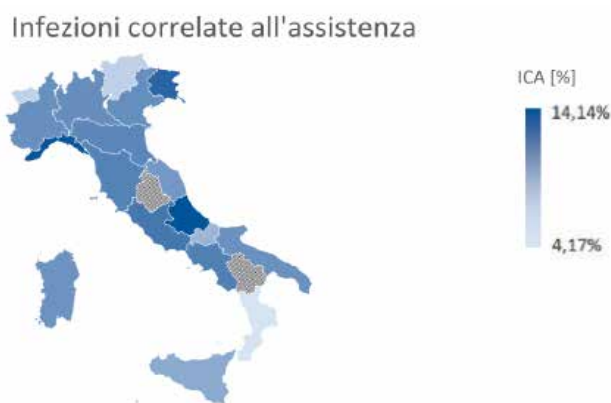 Infezioni correlate all'assistenza
ICA [%]
14,14%
4,17%